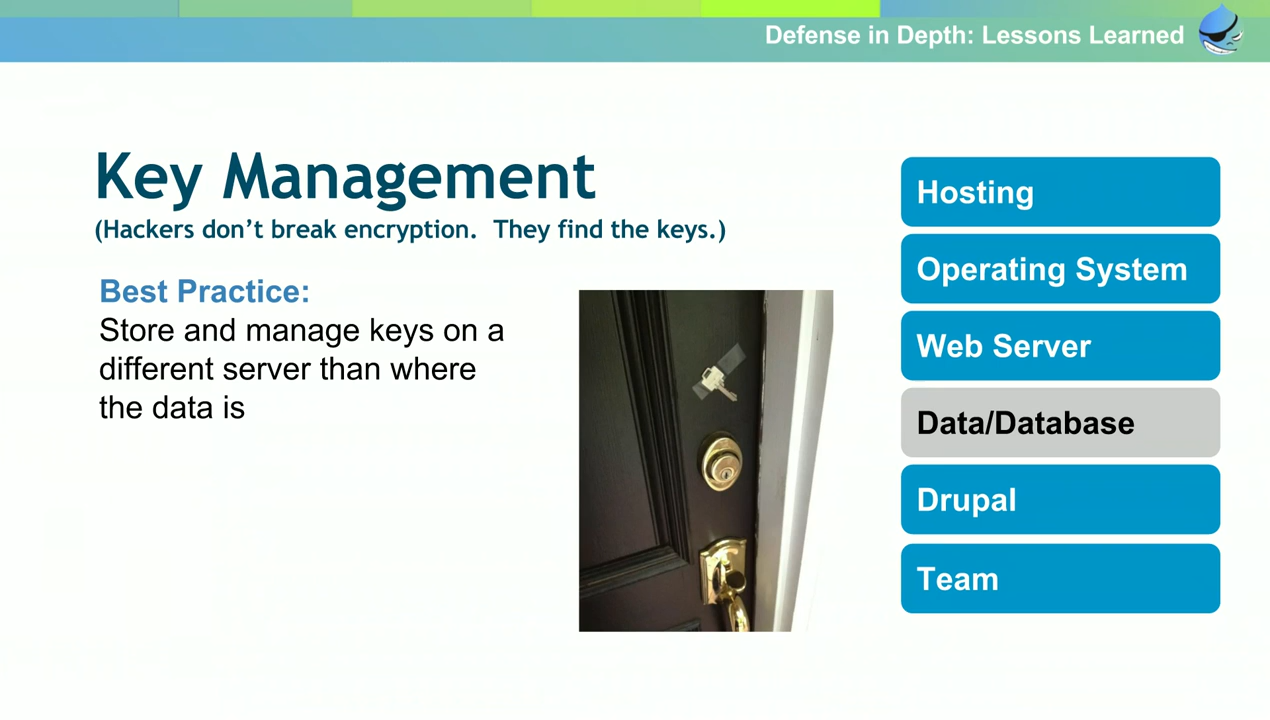 Defense in Depth: Lessons Learned
Key Management
(Hackers don't break encryption.  They find the keys.)
Best Practice:
Store and manage keys on a
different server than where
the data is
Hosting
Operating System
Web Server
Data/Database
Drupal
Team